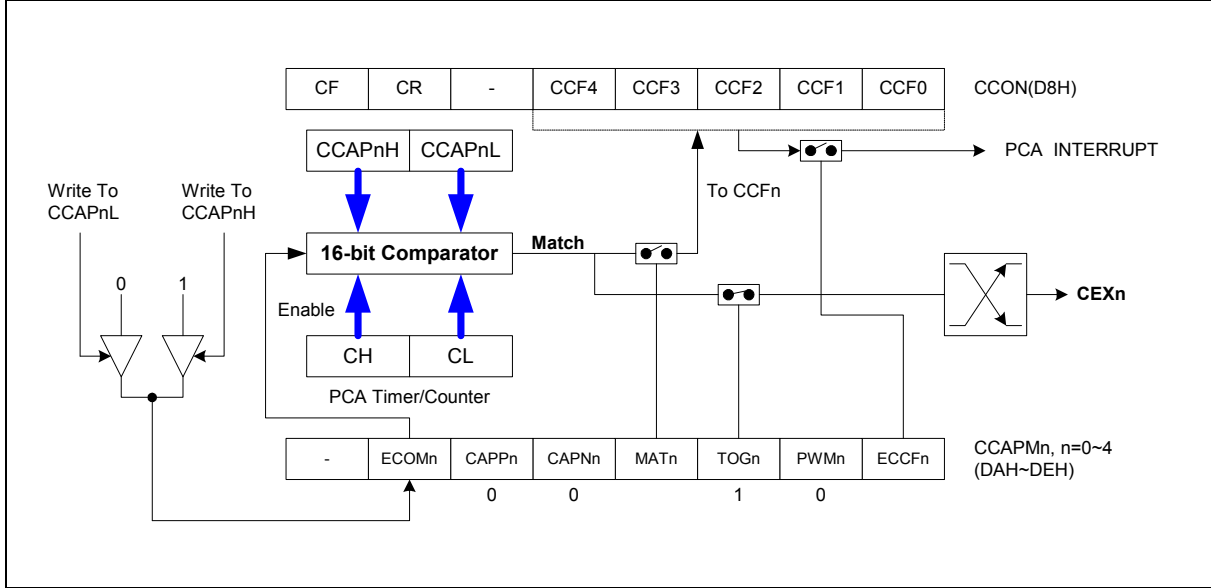 CF CR - CCF4 CCF3 CCF2 CCF1 CCF0 CCON(D8H)
CCAPnH CCAPnL
PCA INTERRUPT
To CCFn
Write To
CCAPnL
Write To
CCAPnH
16-bit Comparator
Match
0 1
Enable
CEXn
CH CL
PCA Timer/Counter
- ECOMn CAPPn CAPNn MATn TOGn PWMn ECCFn
CCAPMn, n=0~4
(DAH~DEH)
0 0 1 0